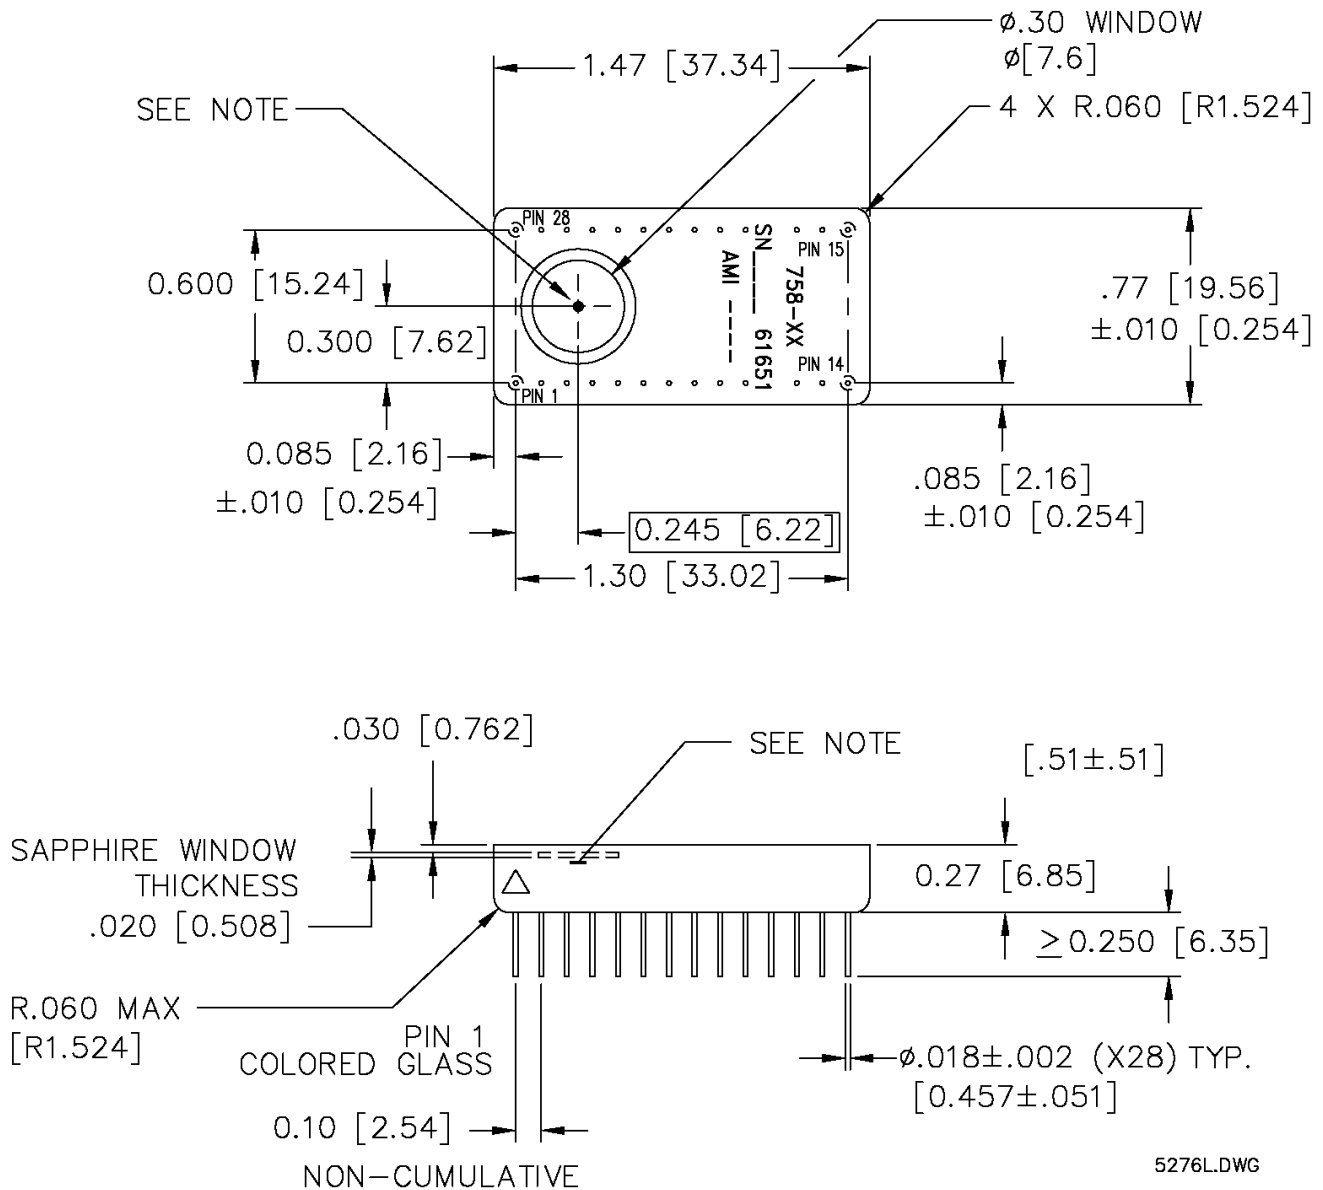 ø.30 WINDOW
ø[7.6]
1.47 [37.34]
SEE NOTE
4 X R.060 [R1.524]
PIN 28
PIN 15
0.600 [15.24]
0.300 [7.62]
SN____ 61651
758-XX
AMI ----
.77 [19.56]
±.010 [0.254]
PIN 14
PIN 1
0.085 [2.16]
±.010 [0.254]
.085 [2.16]
±.010 [0.254]
0.245 [6.22]
1.30 [33.02]
.030 [0.762]
SEE NOTE
[.51±.51]
SAPPHIRE WINDOW
THICKNESS
.020 [0.508]
0.27 [6.85]
≥ 0.250 [6.35]
R.060 MAX
[R1.524]
PIN 1
COLORED GLASS
ø.018±.002 (X28) TYP.
[0.457±.051]
0.10 [2.54]
NON-CUMULATIVE
5276L.DWG